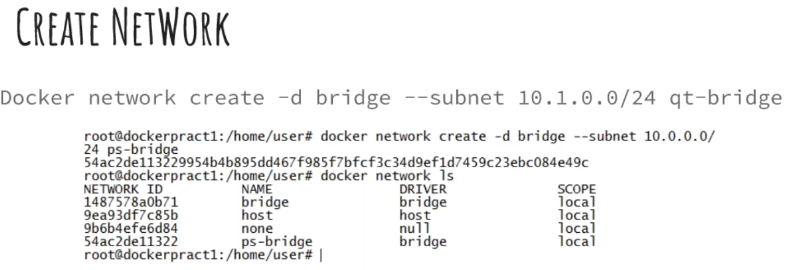 CREATE NETWORK
Docker network create -d bridge --subnet 10.1.0.0/24 qt-bridge
root@dockerpract1:/home/user# docker network create -d bridge --subnet 10.0.0.0/
24 ps-bridge
54ac2de113229954b4b895dd467f985f7bfcf3c34d9ef1d7459c23ebc084e49c
root@dockerpract1:/home/user# docker network ls
NETWORK ID NAME DRIVER SCOPE
1487578a0b71 bridge bridge local
9ea93df7c85b host host local
9b6b4efe6d84 none null local
54ac2de11322 ps-bridge bridge local
root@dockerpract1:/home/user#